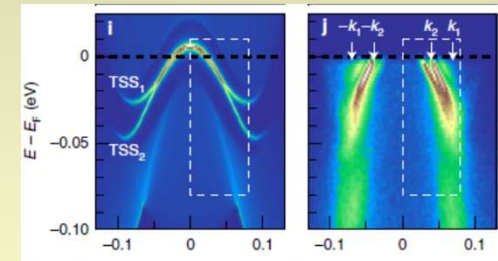 i
j
−k₁ −k₂ k₂ k₁
0
−0.05
−0.10
E − E_F (eV)
TSS₁
TSS₂
−0.1 0 0.1
−0.1 0 0.1